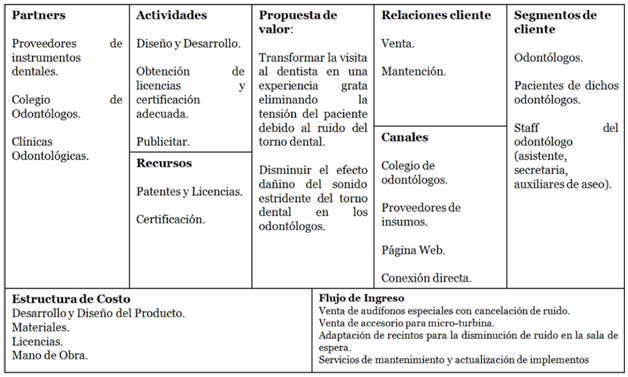 Partners
Proveedores de
instrumentos
dentales.
Colegio de
Odontólogos.
Clínicas
Odontológicas.
Actividades
Diseño y Desarrollo.
Obtención de
licencias y
certificación
adecuada.
Publicitar.
Recursos
Patentes y Licencias.
Certificación.
Propuesta de
valor:
Transformar la visita
al dentista en una
experiencia grata
eliminando la
tensión del paciente
debido al ruido del
torno dental.
Disminuir el efecto
dañino del sonido
estridente del torno
dental en los
odontólogos.
Relaciones cliente
Venta.
Mantención.
Canales
Colegio de
odontólogos.
Proveedores de
insumos.
Página Web.
Conexión directa.
Segmentos de
cliente
Odontólogos.
Pacientes de dichos
odontólogos.
Staff del
odontólogo
(asistente,
secretaria,
auxiliares de aseo).
Estructura de Costo
Desarrollo y Diseño del Producto.
Materiales.
Licencias.
Mano de Obra.
Flujo de Ingreso
Venta de audífonos especiales con cancelación de ruido.
Venta de accesorio para micro-turbina.
Adaptación de recintos para la disminución de ruido en la sala de
espera.
Servicios de mantenimiento y actualización de implementos